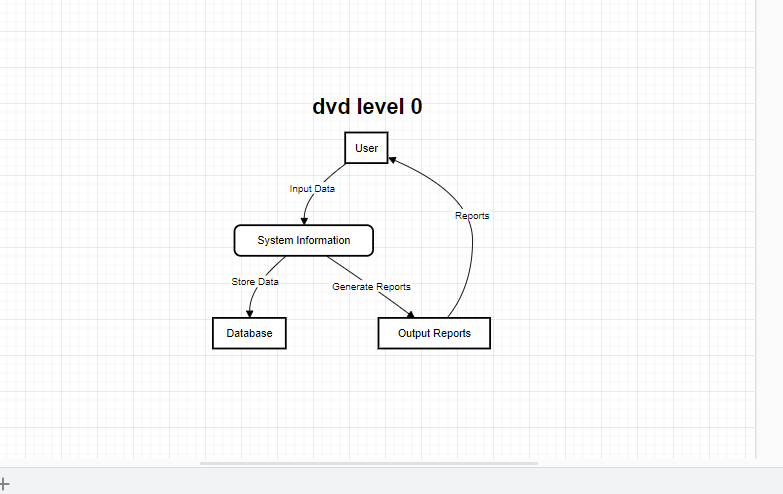 dvd level 0
User
Input Data
Reports
System Information
Store Data
Generate Reports
Database
Output Reports